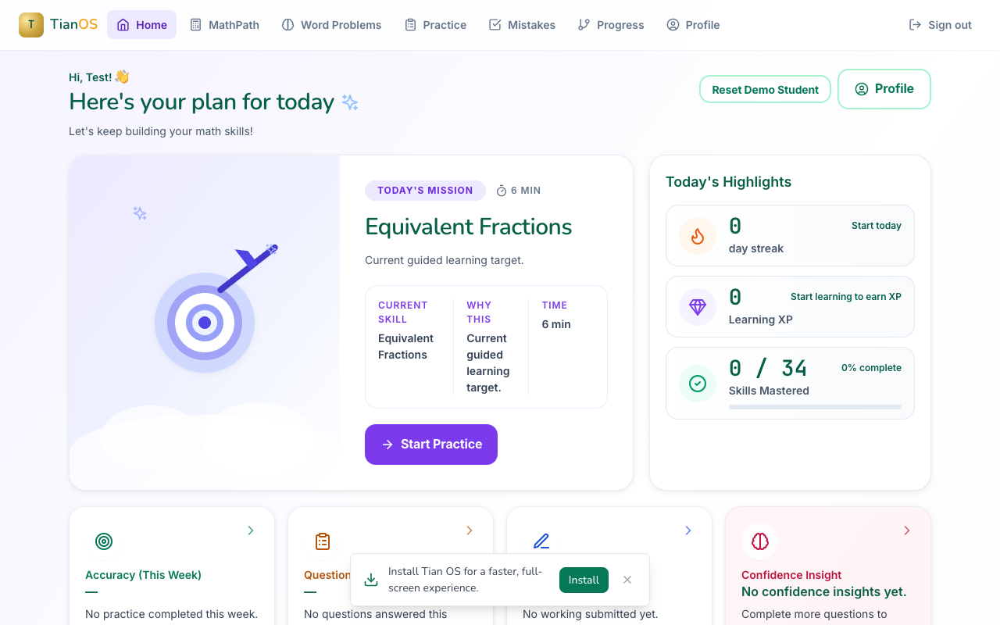 T TianOS Home MathPath Word Problems Practice Mistakes Progress Profile Sign out
Hi, Test! 👋
Here's your plan for today
Let's keep building your math skills!
Reset Demo Student
Profile
TODAY'S MISSION
6 MIN
Equivalent Fractions
Current guided learning target.
CURRENT
SKILL
Equivalent
Fractions
WHY
THIS
Current
guided
learning
target.
TIME
6 min
Start Practice
Today's Highlights
0
Start today
day streak
0
Start learning to earn XP
Learning XP
0 / 34
0% complete
Skills Mastered
Accuracy (This Week)
—
No practice completed this week.
Question
—
No questions answered this
No working submitted yet.
Confidence Insight
No confidence insights yet.
Complete more questions to
Install Tian OS for a faster, full-
screen experience.
Install